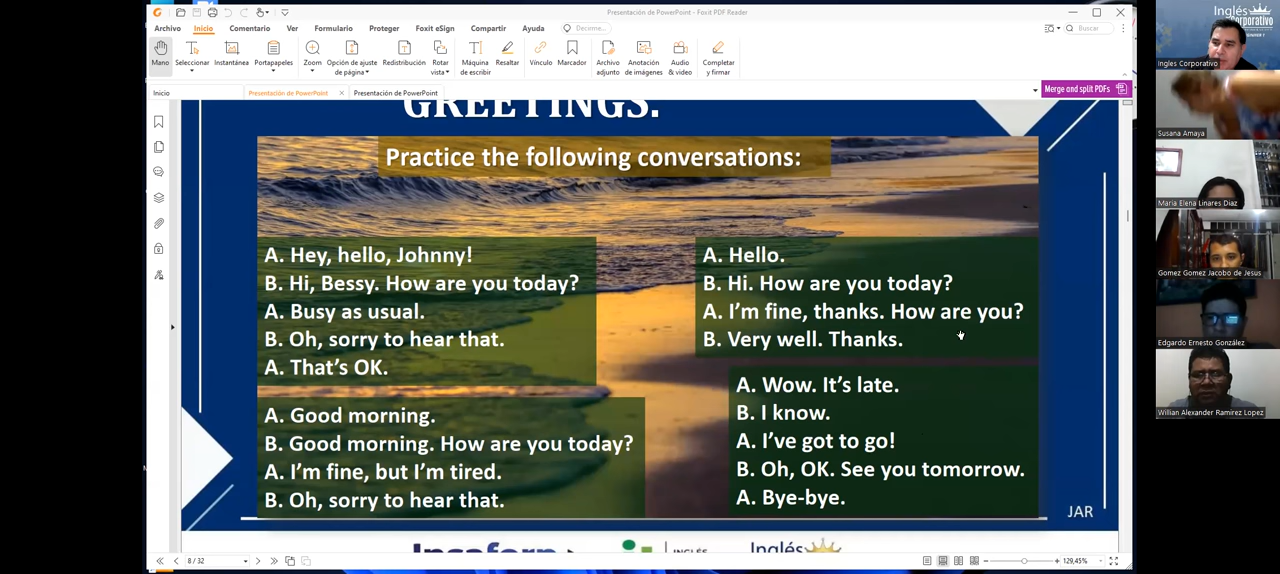 Presentación de PowerPoint - Foxit PDF Reader
Archivo Inicio Comentario Ver Formulario Proteger Foxit eSign Compartir Ayuda Decirme... Buscar
Mano Seleccionar Instantánea Portapapeles Zoom Opción de ajuste de página Redistribución Rotar vista Máquina de escribir Resaltar Vínculo Marcador Archivo adjunto Anotación de imágenes Audio & video Completar y firmar
Inicio Presentación de PowerPoint Presentación de PowerPoint Merge and split PDFs
GREETINGS.
Practice the following conversations:
A. Hey, hello, Johnny!
B. Hi, Bessy. How are you today?
A. Busy as usual.
B. Oh, sorry to hear that.
A. That's OK.
A. Good morning.
B. Good morning. How are you today?
A. I'm fine, but I'm tired.
B. Oh, sorry to hear that.
A. Hello.
B. Hi. How are you today?
A. I'm fine, thanks. How are you?
B. Very well. Thanks.
A. Wow. It's late.
B. I know.
A. I've got to go!
B. Oh, OK. See you tomorrow.
A. Bye-bye.
JAR
Insaforp INGLÉS Inglés
8 / 32 129,45%
Inglés
Corporativo
Ingles Corporativo
Susana Amaya
Maria Elena Linares Diaz
Gomez Gomez Jacobo de Jesus
Edgardo Ernesto González
Willian Alexander Ramirez Lopez